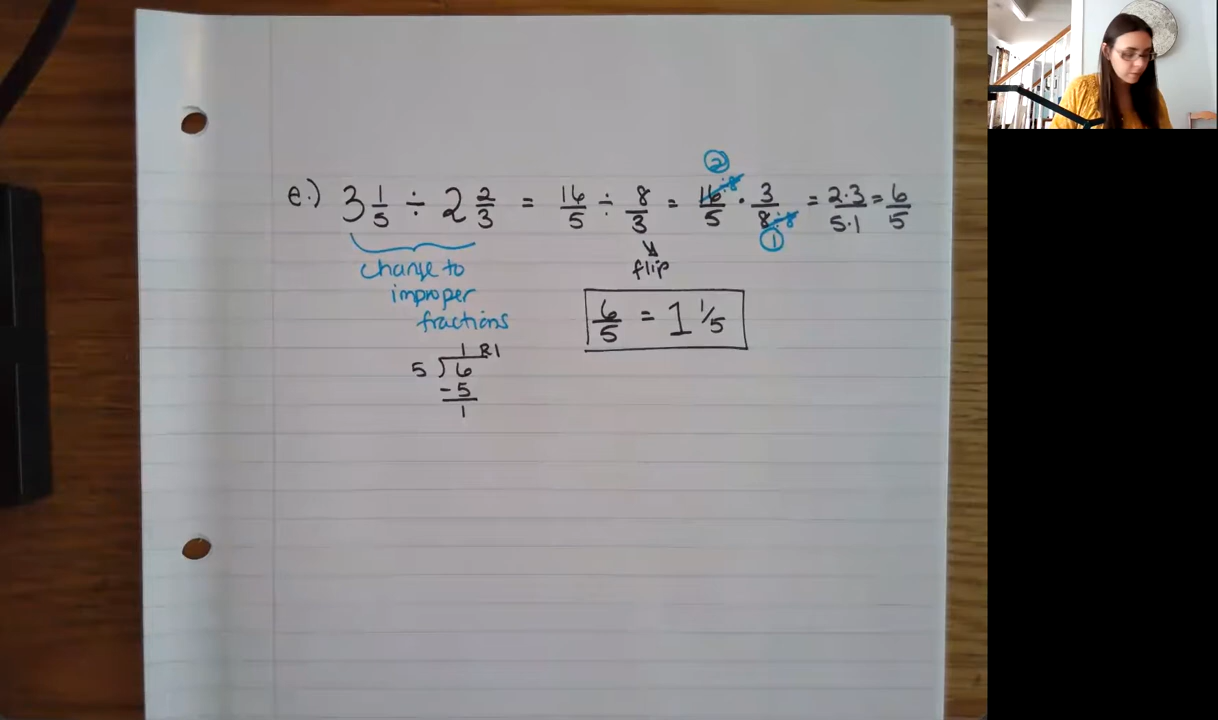 e.) 3 1/5 ÷ 2 2/3 = 16/5 ÷ 8/3 = 16÷8/5 · 3/8÷8 = 2·3/5·1 = 6/5
2
1
change to
improper
fractions
flip
6/5 = 1 1/5
1 R1
5 ) 6
-5
1